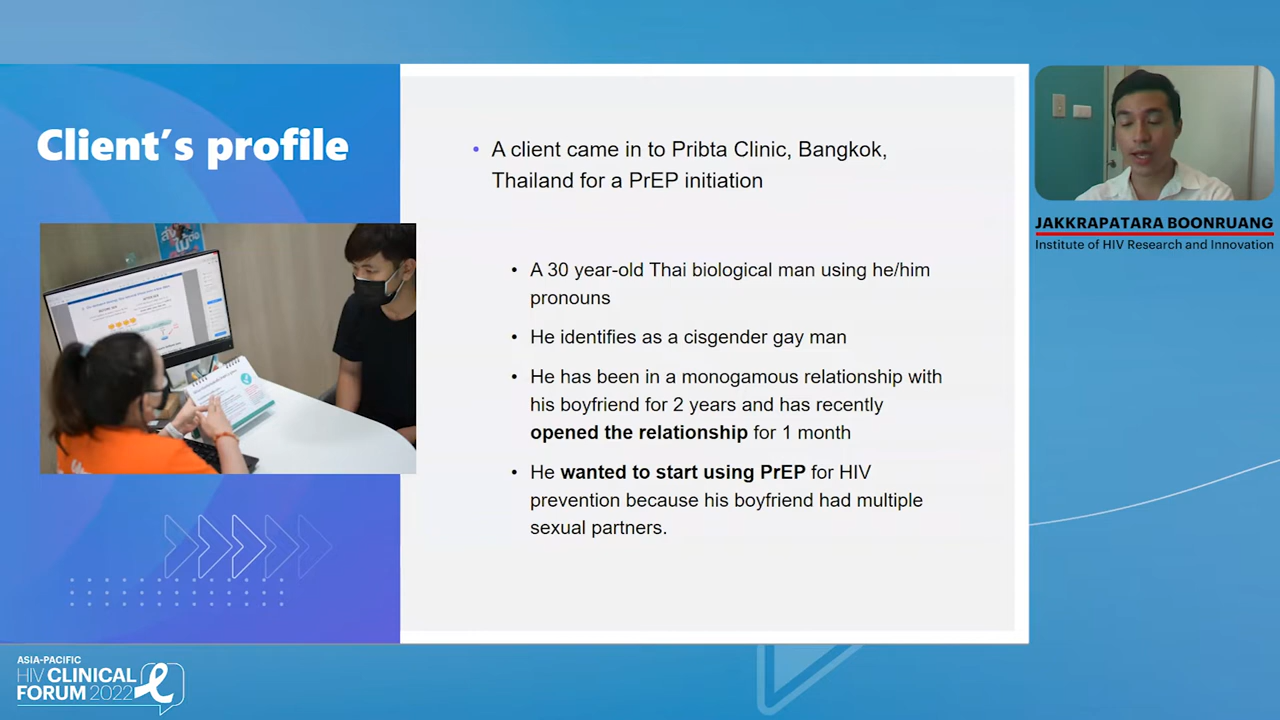 Client's profile
• A client came in to Pribta Clinic, Bangkok,
Thailand for a PrEP initiation
• A 30 year-old Thai biological man using he/him
pronouns
• He identifies as a cisgender gay man
• He has been in a monogamous relationship with
his boyfriend for 2 years and has recently
opened the relationship for 1 month
• He wanted to start using PrEP for HIV
prevention because his boyfriend had multiple
sexual partners.
JAKKRAPATARA BOONRUANG
Institute of HIV Research and Innovation
ASIA-PACIFIC
HIV CLINICAL
FORUM 2022